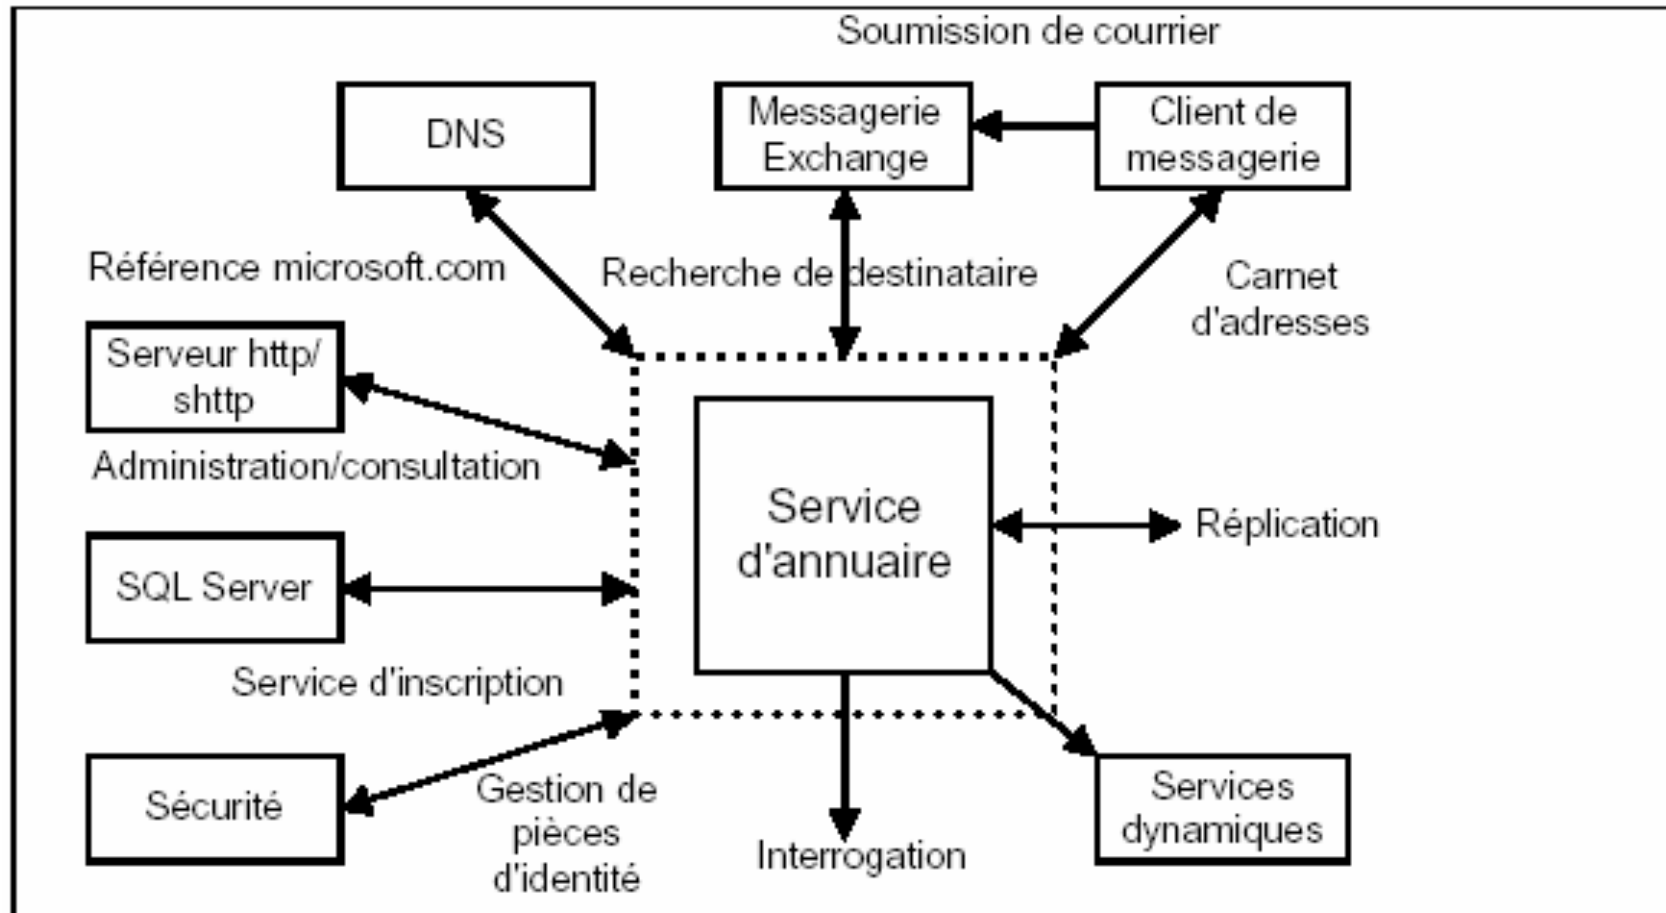 Soumission de courrier
DNS
Messagerie
Exchange
Client de
messagerie
Référence microsoft.com
Recherche de destinataire
Carnet
d'adresses
Serveur http/
shttp
Administration/consultation
Service
d'annuaire
Réplication
SQL Server
Service d'inscription
Sécurité
Gestion de
pièces
d'identité
Interrogation
Services
dynamiques